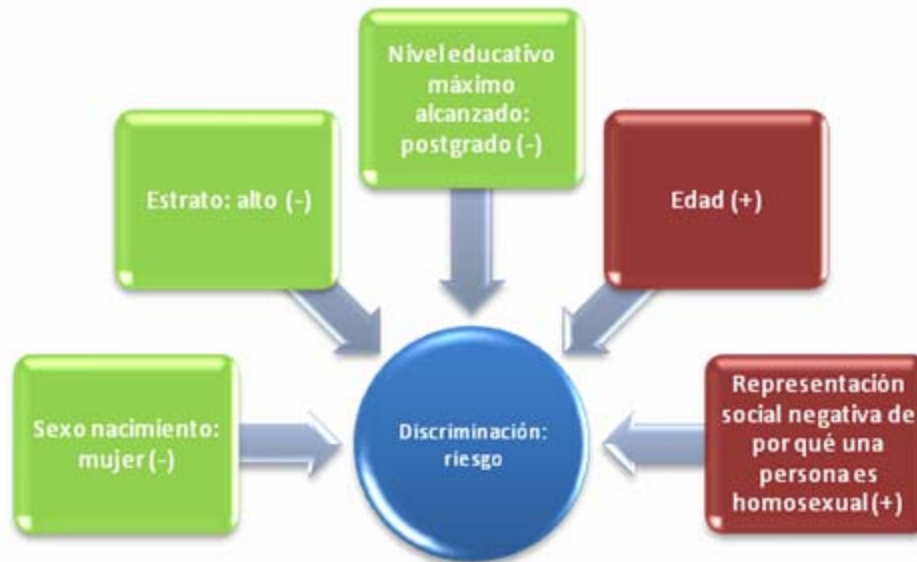 Nivel educativo
máximo
alcanzado:
postgrado (-)
Estrato: alto (-)
Edad (+)
Sexo nacimiento:
mujer (-)
Discriminación:
riesgo
Representación
social negativa de
por qué una
persona es
homosexual (+)